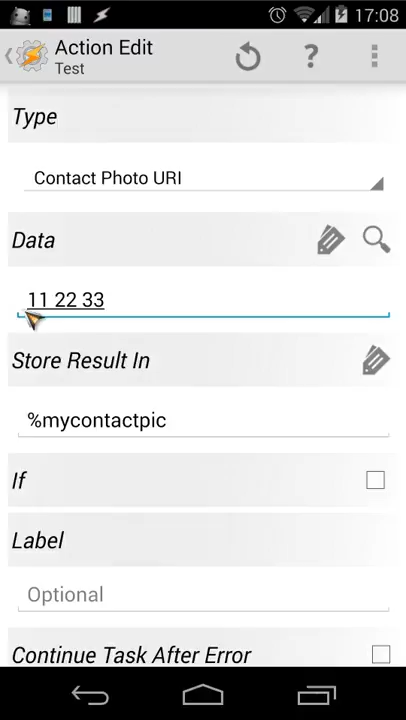 17:08
Action Edit
Test
Type
Contact Photo URI
Data
11 22 33
Store Result In
%mycontactpic
If
Label
Optional
Continue Task After Error